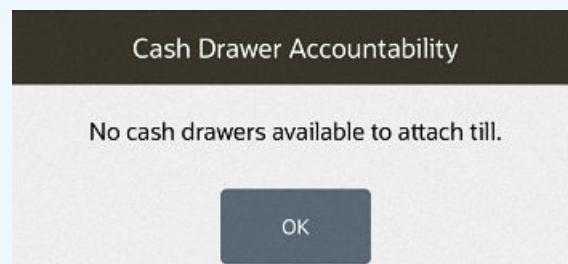 Cash Drawer Accountability
No cash drawers available to attach till.
OK